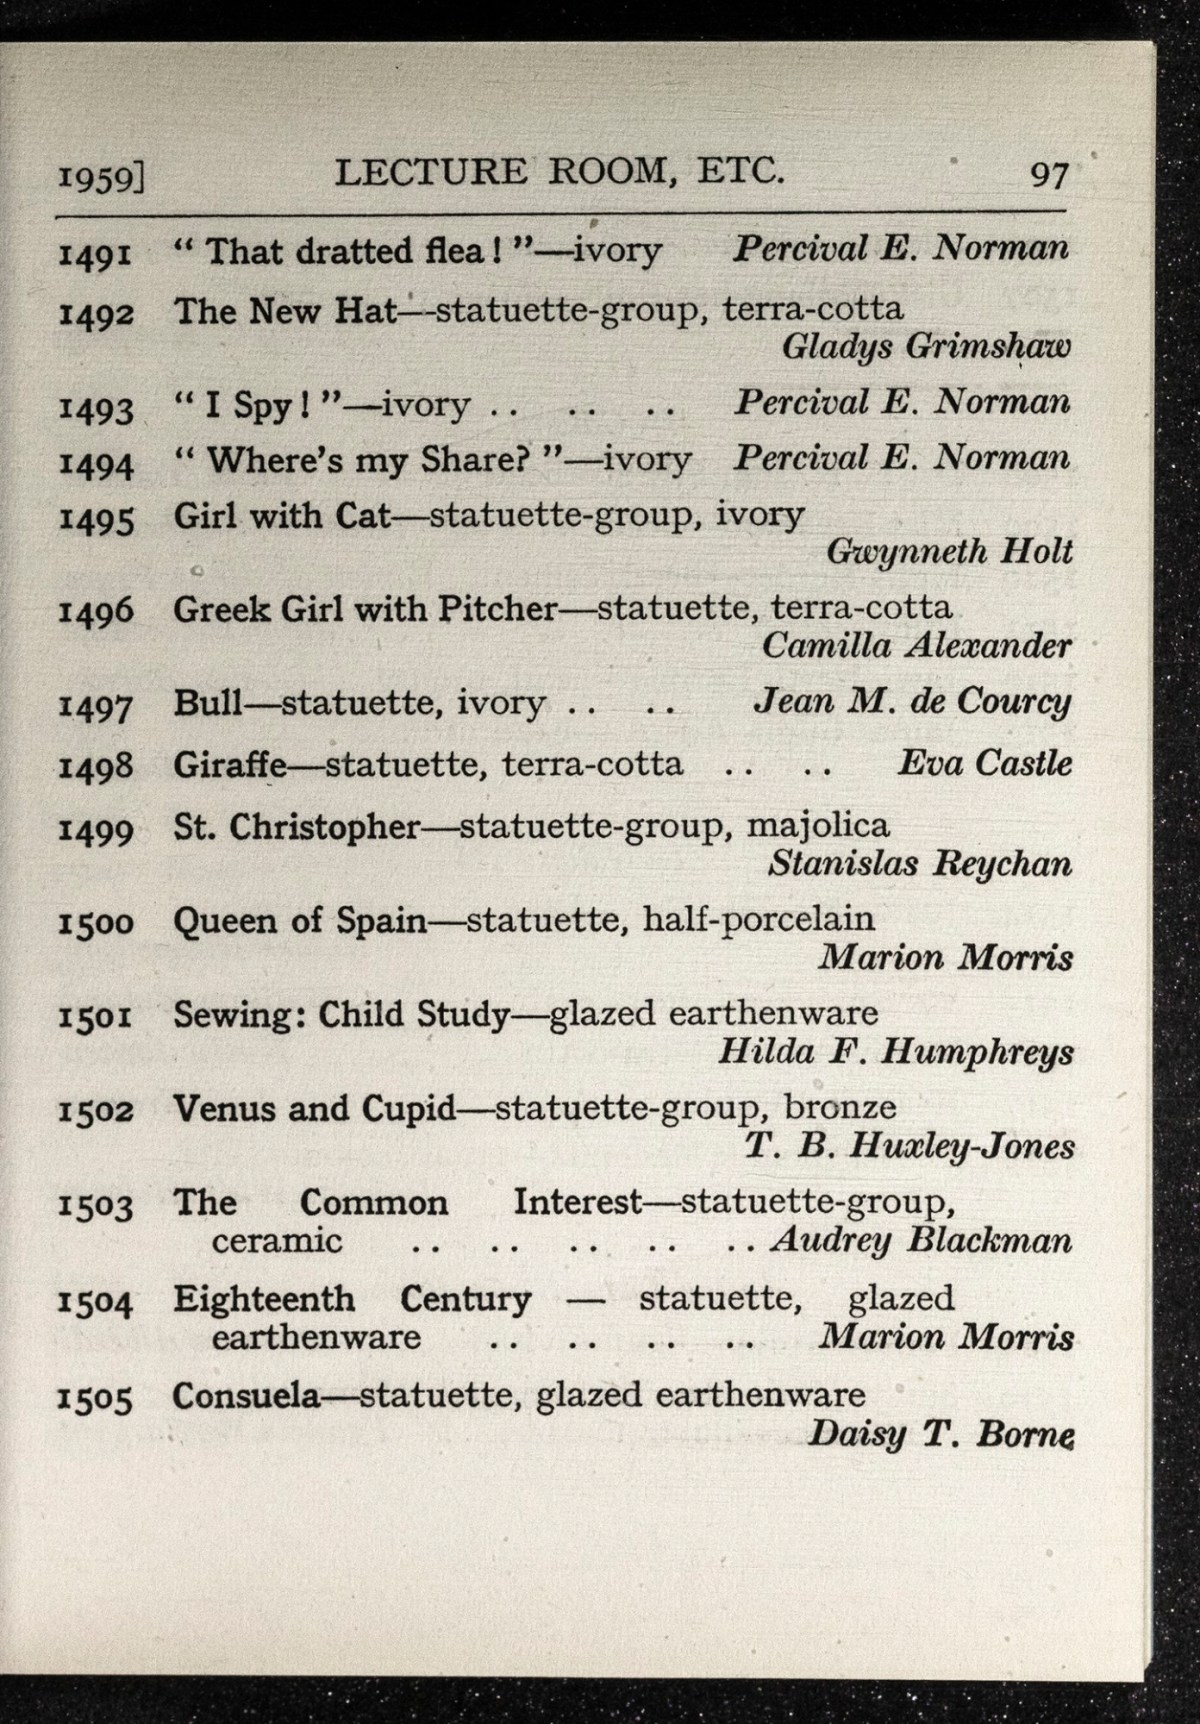 1959] LECTURE ROOM, ETC. 97
1491 “ That dratted flea ! ”—ivory Percival E. Norman
1492 The New Hat—statuette-group, terra-cotta
Gladys Grimshaw
1493 “ I Spy ! ”—ivory .. .. .. Percival E. Norman
1494 “ Where’s my Share? ”—ivory Percival E. Norman
1495 Girl with Cat—statuette-group, ivory
Gwynneth Holt
1496 Greek Girl with Pitcher—statuette, terra-cotta
Camilla Alexander
1497 Bull—statuette, ivory .. .. Jean M. de Courcy
1498 Giraffe—statuette, terra-cotta .. .. Eva Castle
1499 St. Christopher—statuette-group, majolica
Stanislas Reychan
1500 Queen of Spain—statuette, half-porcelain
Marion Morris
1501 Sewing: Child Study—glazed earthenware
Hilda F. Humphreys
1502 Venus and Cupid—statuette-group, bronze
T. B. Huxley-Jones
1503 The Common Interest—statuette-group,
ceramic .. .. .. .. .. Audrey Blackman
1504 Eighteenth Century — statuette, glazed
earthenware .. .. .. .. Marion Morris
1505 Consuela—statuette, glazed earthenware
Daisy T. Borne